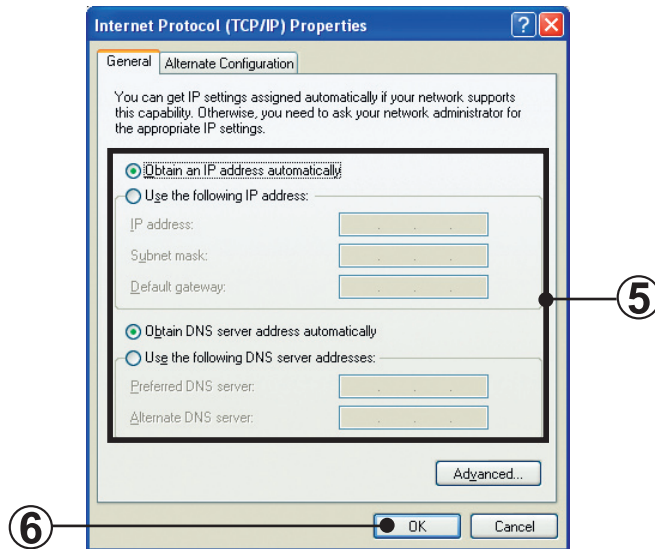 Internet Protocol (TCP/IP) Properties
General Alternate Configuration
You can get IP settings assigned automatically if your network supports
this capability. Otherwise, you need to ask your network administrator for
the appropriate IP settings.
Obtain an IP address automatically
Use the following IP address:
IP address:
Subnet mask:
Default gateway:
5
Obtain DNS server address automatically
Use the following DNS server addresses:
Preferred DNS server:
Alternate DNS server:
Advanced...
6
OK Cancel